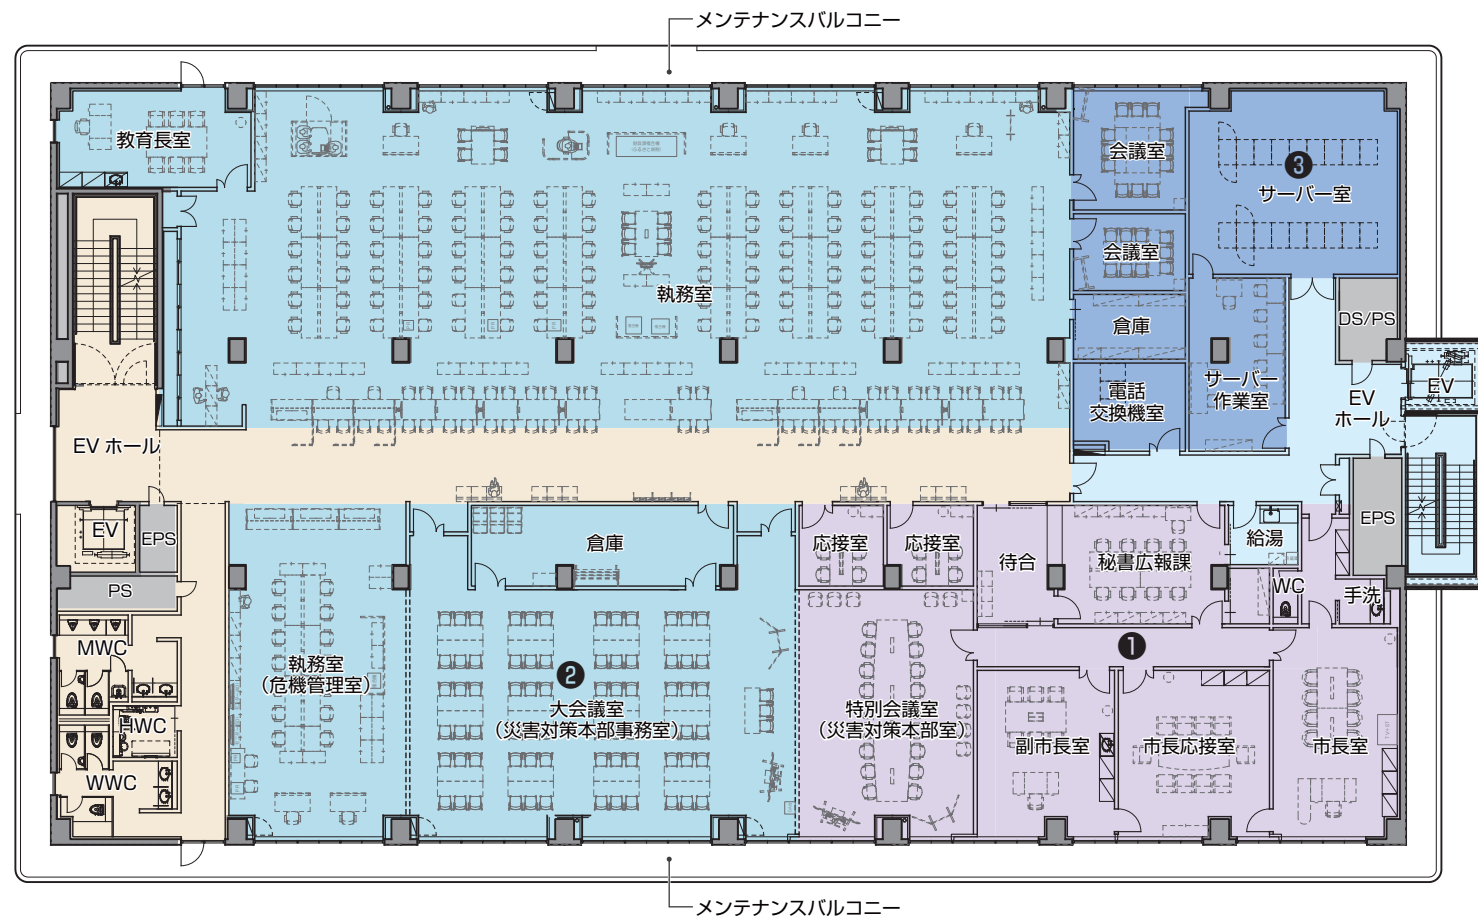 メンテナンスバルコニー
教育長室
会議室
❸
サーバー室
会議室
執務室
倉庫
DS/PS
電話
交換機室
サーバー
作業室
EV
ホール
EV
EV ホール
EV
EPS
倉庫
応接室
応接室
待合
秘書広報課
給湯
EPS
PS
WC
手洗
MWC
❶
執務室
（危機管理室）
❷
大会議室
（災害対策本部事務室）
特別会議室
（災害対策本部室）
HWC
副市長室
市長応接室
市長室
WWC
メンテナンスバルコニー